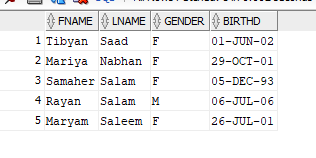 FNAME LNAME GENDER BIRTHD
1 Tibyan Saad F 01-JUN-02
2 Mariya Nabhan F 29-OCT-01
3 Samaher Salam F 05-DEC-93
4 Rayan Salam M 06-JUL-06
5 Maryam Saleem F 26-JUL-01